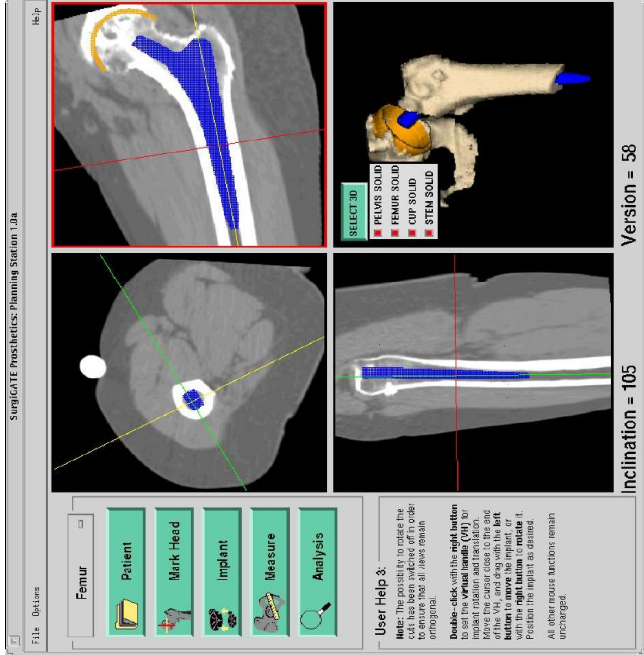 SurgiGATE Prosthetics: Planning Station 1.0a
File Options Help
Femur
Patient
Mark Head
Implant
Measure
Analysis
User Help 3:
Note: The possibility to rotate the
cuts has been switched off in order
to ensure that all views remain
orthogonal.
Double-click with the right button
to set the virtual handle (VH) for
implant rotation and translation.
Move the cursor close to the end
of the VH, and drag with the left
button to move the implant, or
with the right button to rotate it.
Position the implant as desired.
All other mouse functions remain
unchanged.
SELECT 3D
PELVIS SOLID
FEMUR SOLID
CUP SOLID
STEM SOLID
Inclination = 105
Version = 58